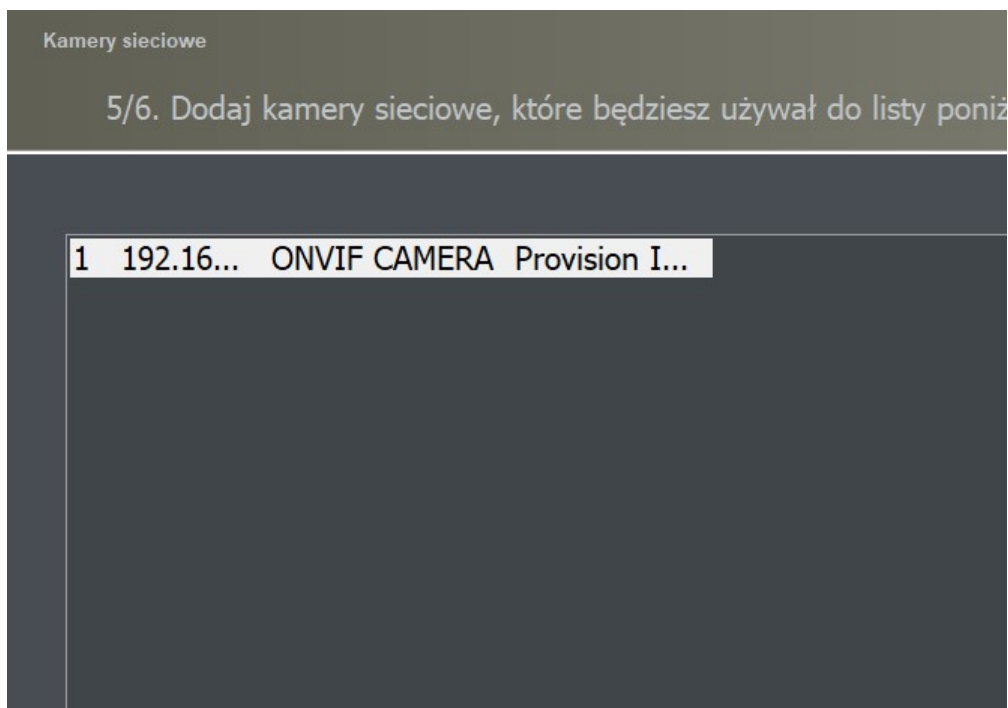 Kamery sieciowe
5/6. Dodaj kamery sieciowe, które będziesz używał do listy poniż
1 192.16... ONVIF CAMERA Provision I...